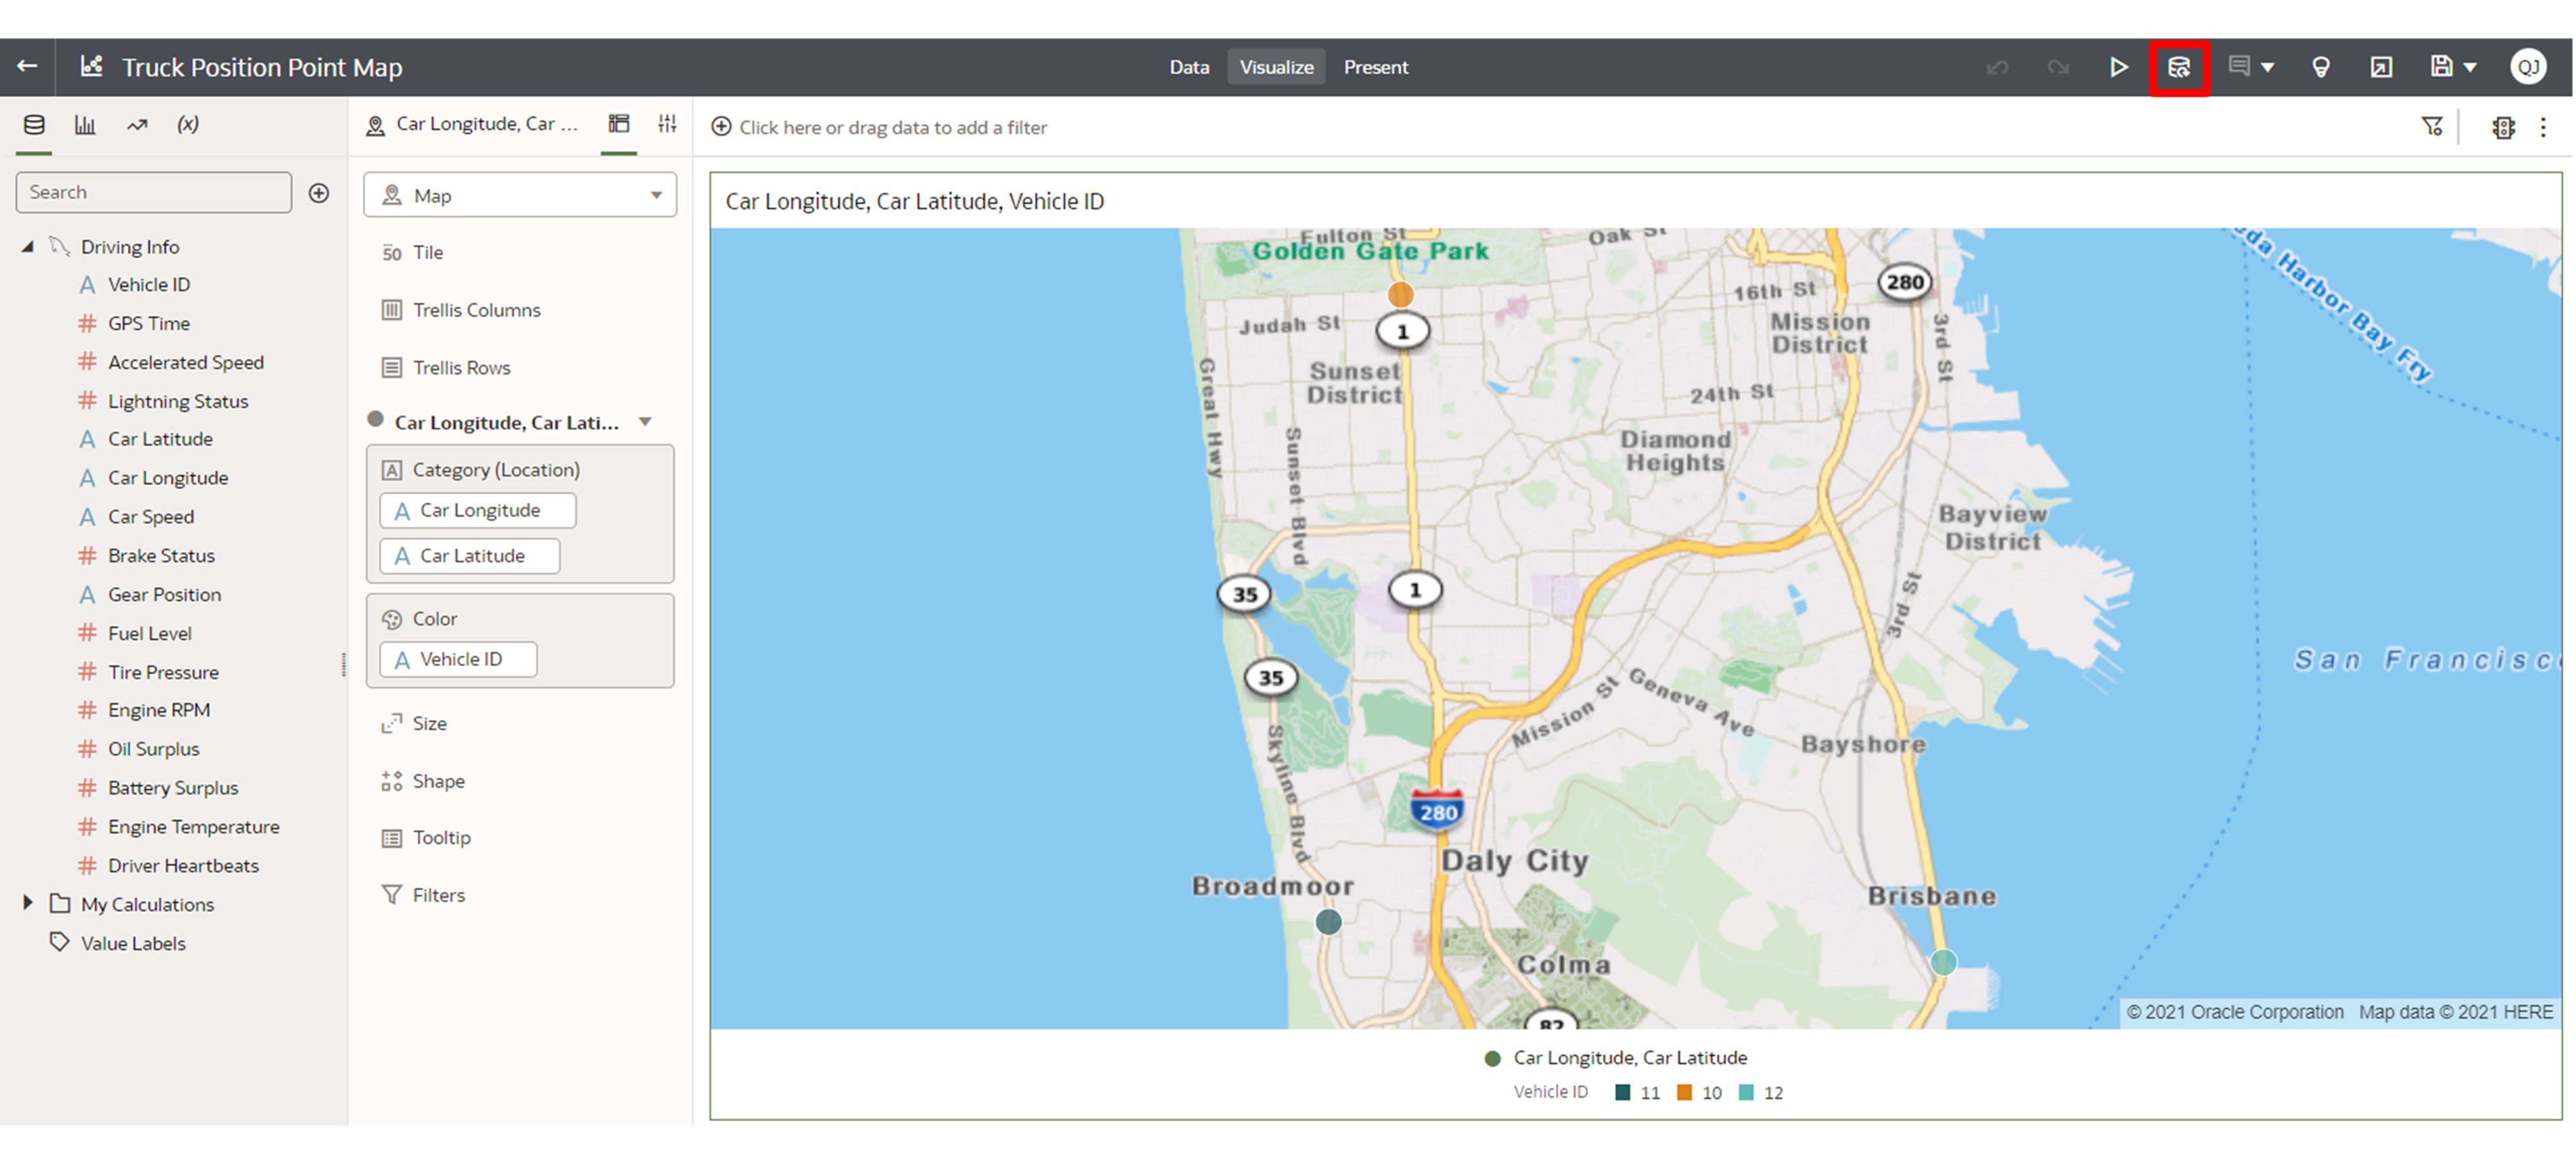 Truck Position Point Map
Data Visualize Present
QJ
(x)
Car Longitude, Car ...
Click here or drag data to add a filter
Search
Map
Driving Info
Vehicle ID
GPS Time
Accelerated Speed
Lightning Status
Car Latitude
Car Longitude
Car Speed
Brake Status
Gear Position
Fuel Level
Tire Pressure
Engine RPM
Oil Surplus
Battery Surplus
Engine Temperature
Driver Heartbeats
My Calculations
Value Labels
50 Tile
Trellis Columns
Trellis Rows
Car Longitude, Car Lati...
A Category (Location)
A Car Longitude
A Car Latitude
Color
A Vehicle ID
Size
Shape
Tooltip
Filters
Car Longitude, Car Latitude, Vehicle ID
Fulton St
Golden Gate Park
Oak St
280
16th St
Judah St
1
Mission
District
3rd St
Great Hwy
Sunset
District
24th St
Sunset Blvd
Diamond
Heights
Bayview
District
35
1
3rd St
35
Mission St
Geneva Ave
San Francisc
Skyline Blvd
Bayshore
280
Daly City
Broadmoor
Brisbane
Colma
82
Harbor Bay Fry
© 2021 Oracle Corporation Map data © 2021 HERE
Car Longitude, Car Latitude
Vehicle ID 11 10 12